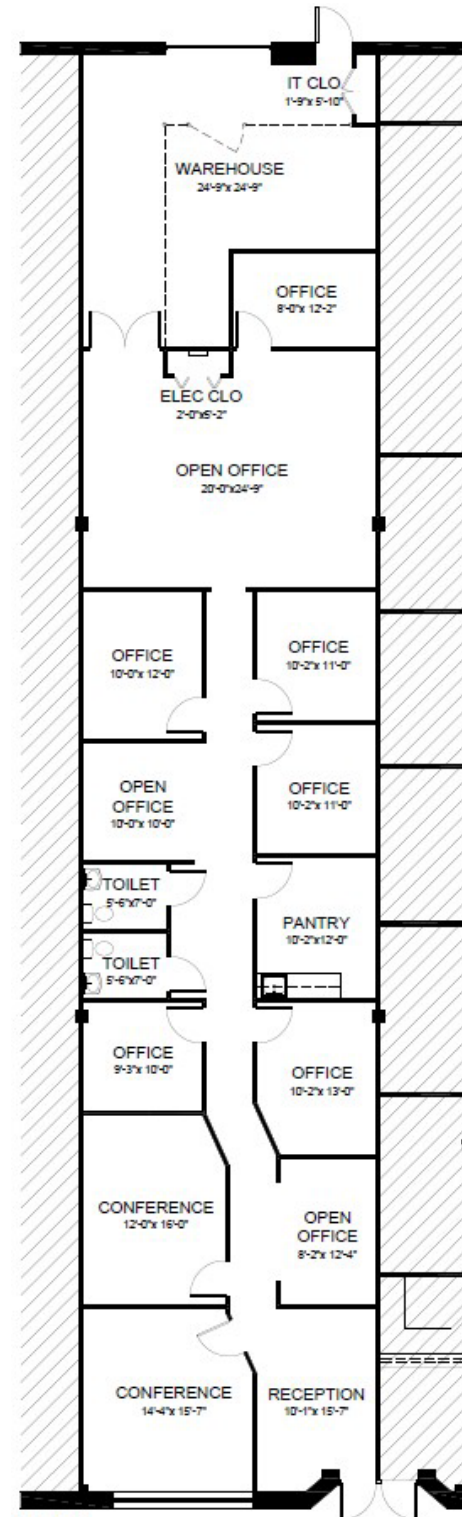 IT CLO
1'-9"x 5'-10"
WAREHOUSE
24'-9"x 24'-9"
OFFICE
8'-0"x 12'-2"
ELEC CLO
2'-0"x5'-2"
OPEN OFFICE
20'-0"x24'-9"
OFFICE
10'-0"x 12'-0"
OFFICE
10'-2"x 11'-0"
OPEN
OFFICE
10'-0"x 10'-0"
OFFICE
10'-2"x 11'-0"
TOILET
5'-6"x7'-0"
PANTRY
10'-2"x12'-0"
TOILET
5'-6"x7'-0"
OFFICE
9'-3"x 10'-0"
OFFICE
10'-2"x 13'-0"
CONFERENCE
12'-0"x 16'-0"
OPEN
OFFICE
8'-2"x 12'-4"
CONFERENCE
14'-4"x 15'-7"
RECEPTION
10'-1"x 15'-7"